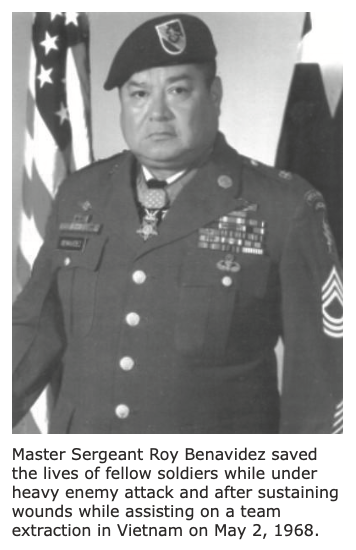 BENAVIDEZ
Master Sergeant Roy Benavidez saved
the lives of fellow soldiers while under
heavy enemy attack and after sustaining
wounds while assisting on a team
extraction in Vietnam on May 2, 1968.